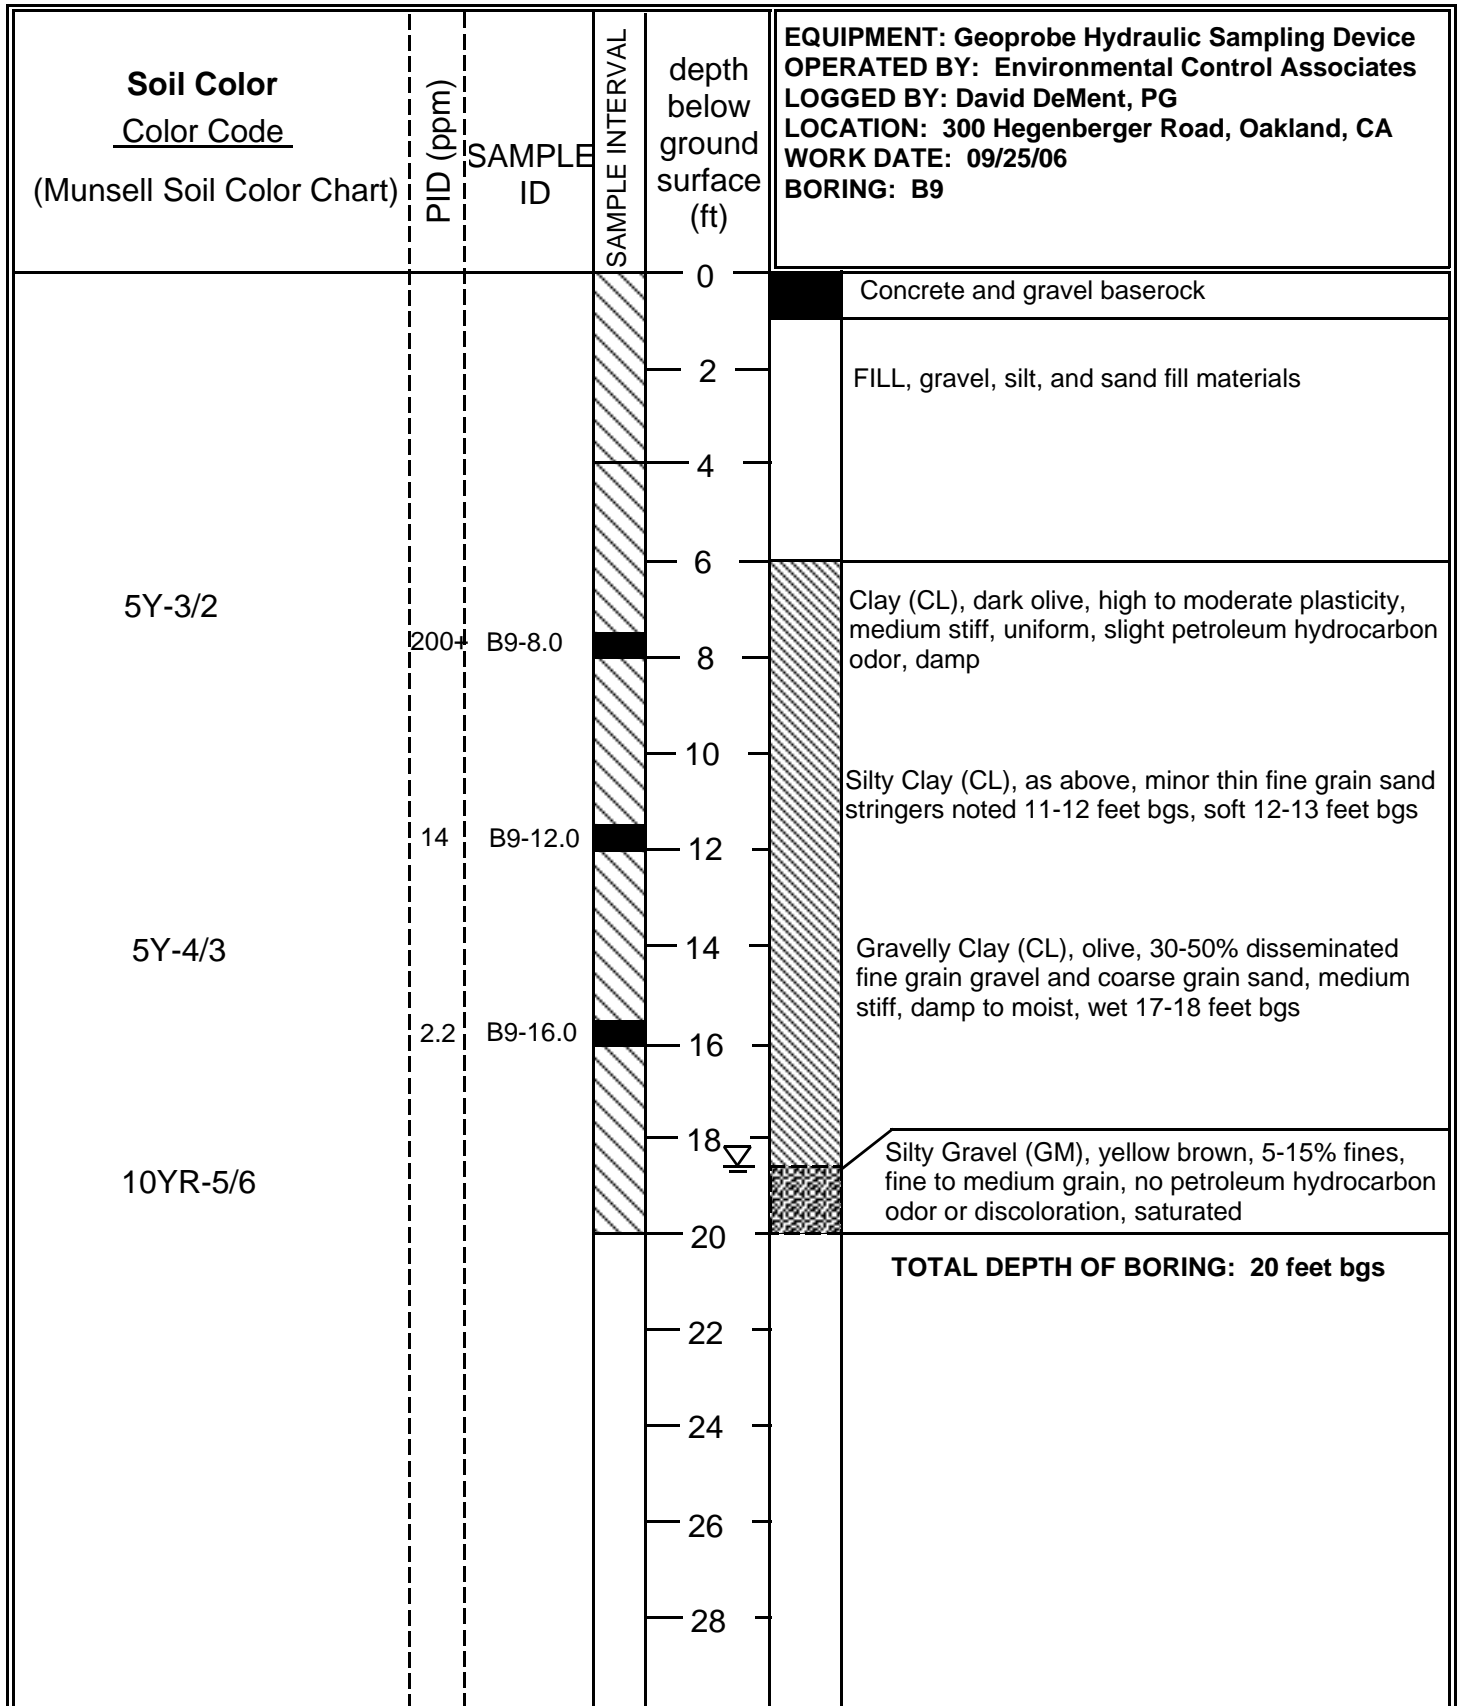 Soil Color
Color Code
(Munsell Soil Color Chart)
PID (ppm)
SAMPLE
ID
SAMPLE INTERVAL
depth
below
ground
surface
(ft)
EQUIPMENT: Geoprobe Hydraulic Sampling Device
OPERATED BY: Environmental Control Associates
LOGGED BY: David DeMent, PG
LOCATION: 300 Hegenberger Road, Oakland, CA
WORK DATE: 09/25/06
BORING: B9
0
Concrete and gravel baserock
2
FILL, gravel, silt, and sand fill materials
4
6
5Y-3/2
Clay (CL), dark olive, high to moderate plasticity,
medium stiff, uniform, slight petroleum hydrocarbon
odor, damp
200+
B9-8.0
8
10
Silty Clay (CL), as above, minor thin fine grain sand
stringers noted 11-12 feet bgs, soft 12-13 feet bgs
14
B9-12.0
12
5Y-4/3
14
Gravelly Clay (CL), olive, 30-50% disseminated
fine grain gravel and coarse grain sand, medium
stiff, damp to moist, wet 17-18 feet bgs
2.2
B9-16.0
16
18
10YR-5/6
Silty Gravel (GM), yellow brown, 5-15% fines,
fine to medium grain, no petroleum hydrocarbon
odor or discoloration, saturated
20
TOTAL DEPTH OF BORING: 20 feet bgs
22
24
26
28